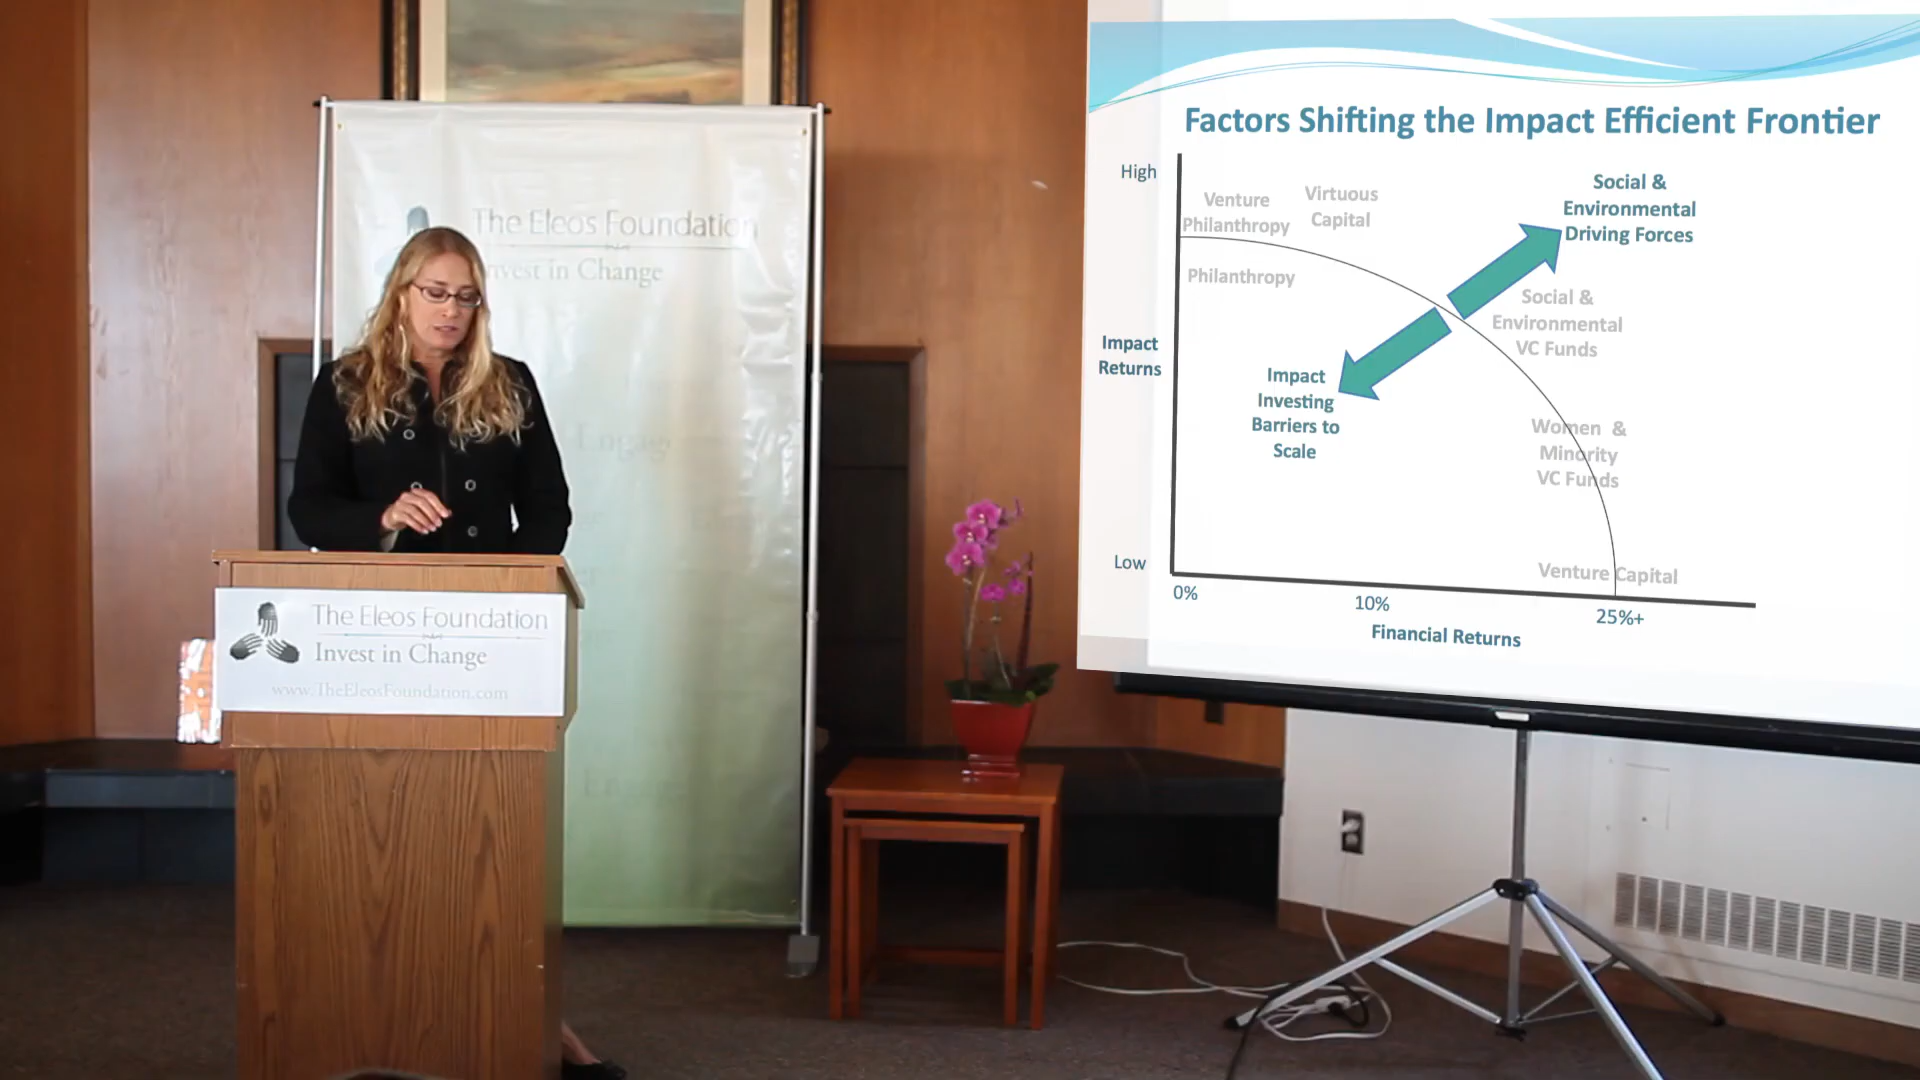 The Eleos Foundation
Invest in Change
Engage
The Eleos Foundation
Invest in Change
www.TheEleosFoundation.com
Factors Shifting the Impact Efficient Frontier
High
Impact
Returns
Low
Venture
Philanthropy
Virtuous
Capital
Philanthropy
Social &
Environmental
Driving Forces
Social &
Environmental
VC Funds
Impact
Investing
Barriers to
Scale
Women &
Minority
VC Funds
Venture Capital
0%
10%
25%+
Financial Returns